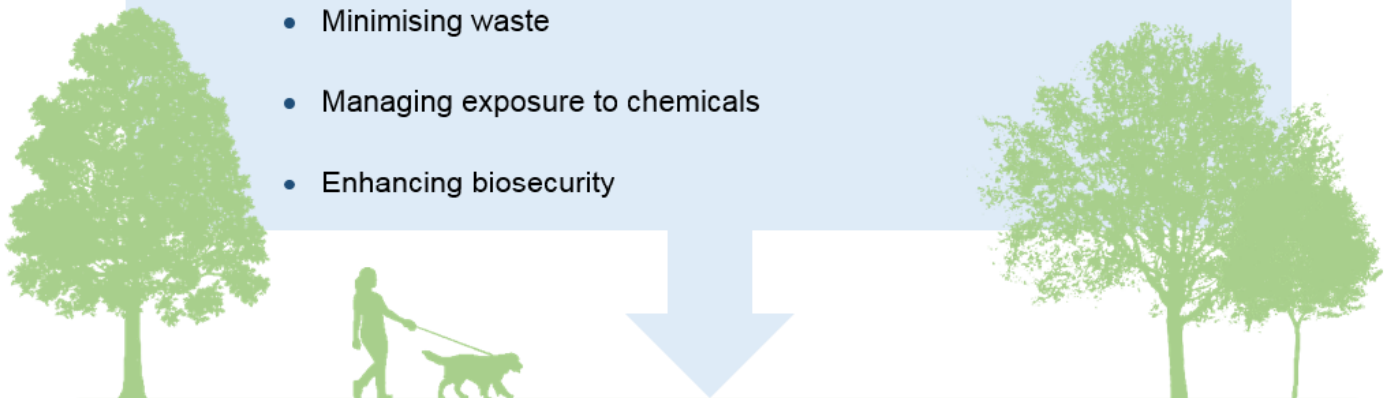 • Minimising waste
• Managing exposure to chemicals
• Enhancing biosecurity